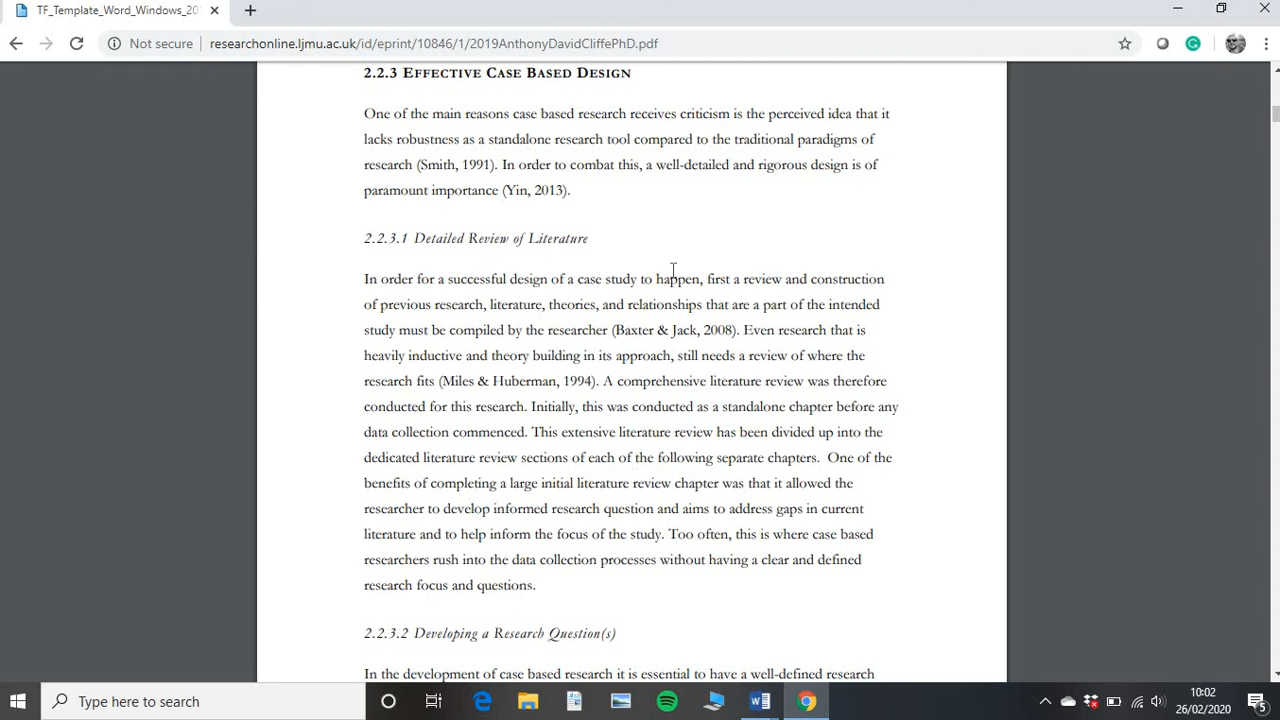 TF_Template_Word_Windows_20
Not secure
researchonline.ljmu.ac.uk/id/eprint/10846/1/2019AnthonyDavidCliffePhD.pdf
2.2.3 EFFECTIVE CASE BASED DESIGN
One of the main reasons case based research receives criticism is the perceived idea that it
lacks robustness as a standalone research tool compared to the traditional paradigms of
research (Smith, 1991). In order to combat this, a well-detailed and rigorous design is of
paramount importance (Yin, 2013).
2.2.3.1 Detailed Review of Literature
In order for a successful design of a case study to happen, first a review and construction
of previous research, literature, theories, and relationships that are a part of the intended
study must be compiled by the researcher (Baxter & Jack, 2008). Even research that is
heavily inductive and theory building in its approach, still needs a review of where the
research fits (Miles & Huberman, 1994). A comprehensive literature review was therefore
conducted for this research. Initially, this was conducted as a standalone chapter before any
data collection commenced. This extensive literature review has been divided up into the
dedicated literature review sections of each of the following separate chapters.  One of the
benefits of completing a large initial literature review chapter was that it allowed the
researcher to develop informed research question and aims to address gaps in current
literature and to help inform the focus of the study. Too often, this is where case based
researchers rush into the data collection processes without having a clear and defined
research focus and questions.
2.2.3.2 Developing a Research Question(s)
In the development of case based research it is essential to have a well-defined research
Type here to search
10:02
26/02/2020
5